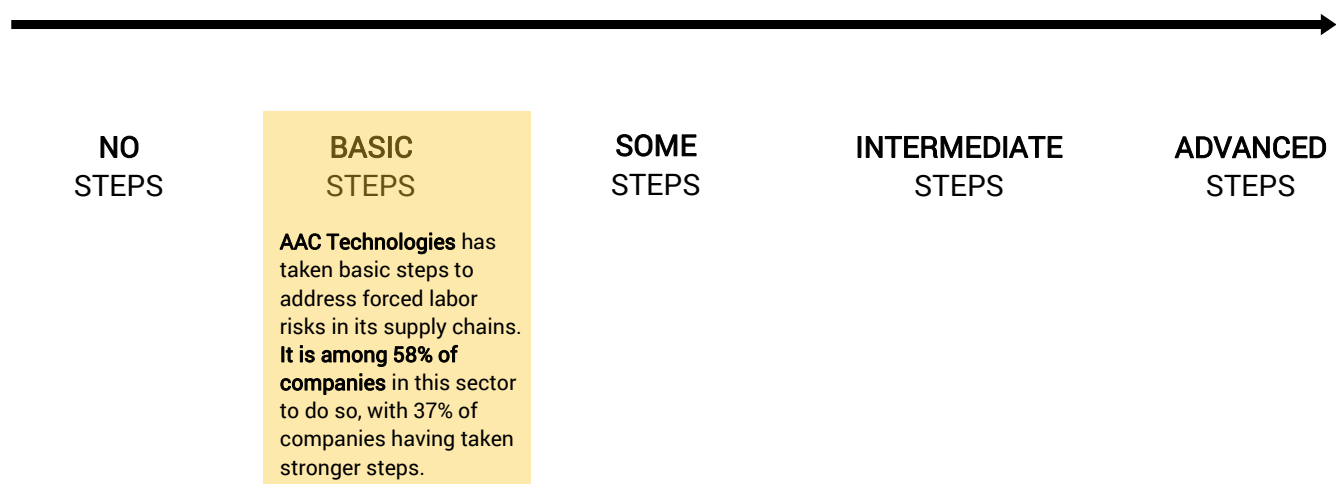 NO
STEPS
BASIC
STEPS
AAC Technologies has
taken basic steps to
address forced labor
risks in its supply chains.
It is among 58% of
companies in this sector
to do so, with 37% of
companies having taken
stronger steps.
SOME
STEPS
INTERMEDIATE
STEPS
ADVANCED
STEPS